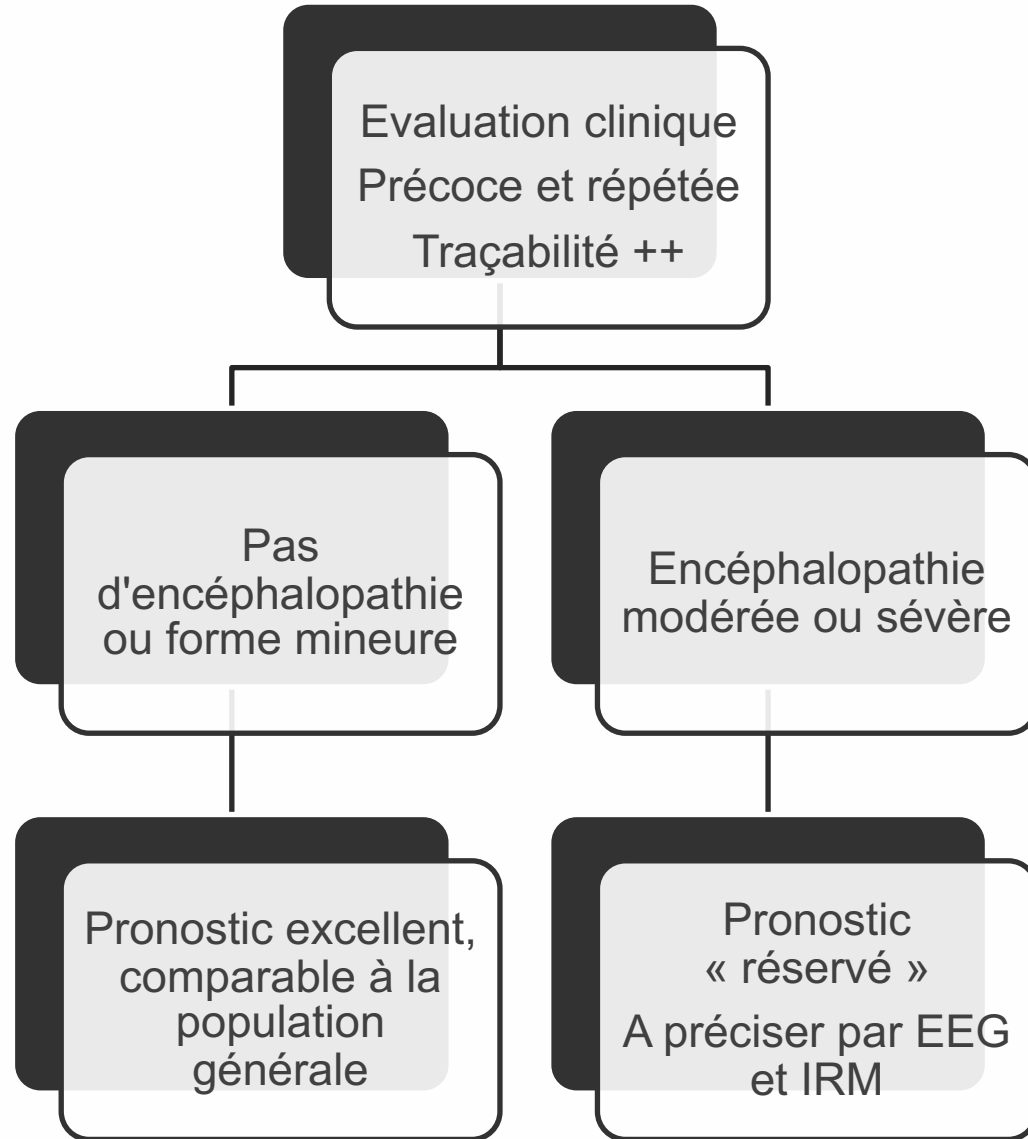 Evaluation clinique
Précoce et répétée
Traçabilité ++
Pas
d'encéphalopathie
ou forme mineure
Encéphalopathie
modérée ou sévère
Pronostic excellent,
comparable à la
population
générale
Pronostic
« réservé »
A préciser par EEG
et IRM